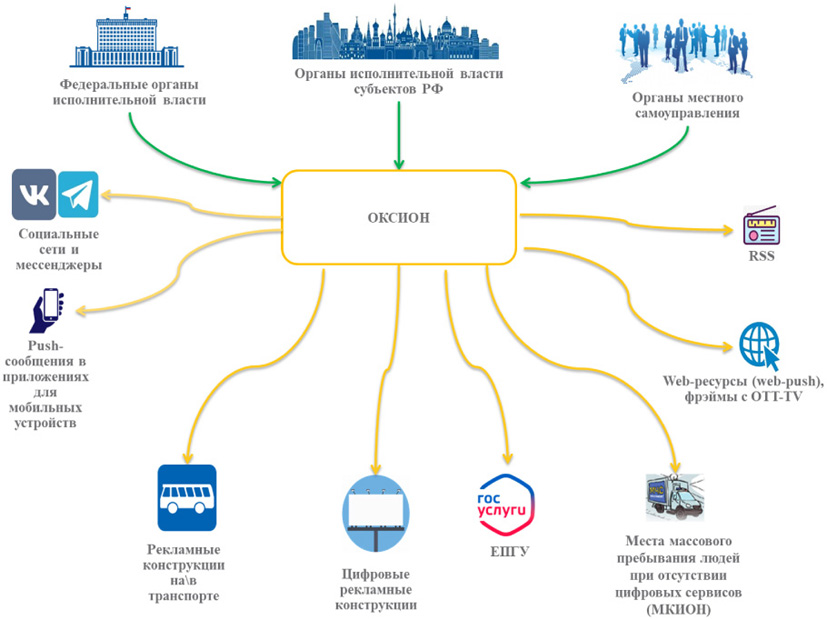 Федеральные органы
исполнительной власти
Органы исполнительной власти
субъектов РФ
Органы местного
самоуправления
ОКСИОН
Социальные
сети и
мессенджеры
RSS
Push-
сообщения в
приложениях
для
мобильных
устройств
Web-ресурсы (web-push),
фрэймы с ОТТ-TV
Рекламные
конструкции
на\в
транспорте
Цифровые
рекламные
конструкции
гос
услуги
ЕПГУ
Места массового
пребывания людей
при отсутствии
цифровых сервисов
(МКИОН)